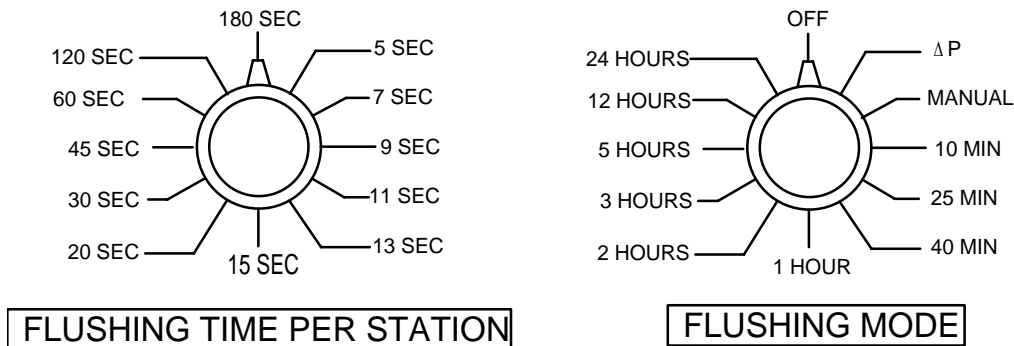 180 SEC
5 SEC
7 SEC
9 SEC
11 SEC
13 SEC
15 SEC
20 SEC
30 SEC
45 SEC
60 SEC
120 SEC
FLUSHING TIME PER STATION
OFF
Δ P
MANUAL
10 MIN
25 MIN
40 MIN
1 HOUR
2 HOURS
3 HOURS
5 HOURS
12 HOURS
24 HOURS
FLUSHING MODE